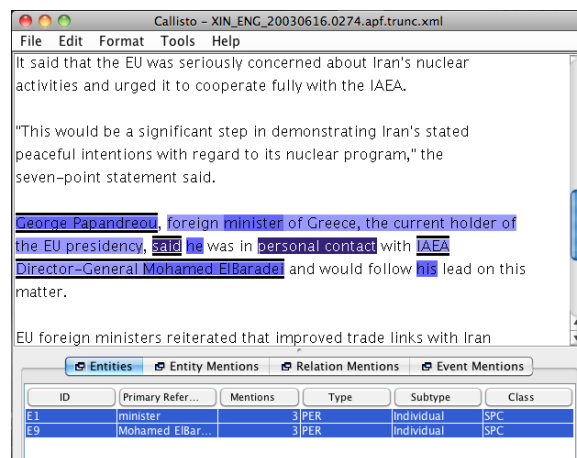 Callisto – XIN_ENG_20030616.0274.apf.trunc.xml
File Edit Format Tools Help
It said that the EU was seriously concerned about Iran's nuclear
activities and urged it to cooperate fully with the IAEA.
"This would be a significant step in demonstrating Iran's stated
peaceful intentions with regard to its nuclear program," the
seven-point statement said.
George Papandreou, foreign minister of Greece, the current holder of
the EU presidency, said he was in personal contact with IAEA
Director-General Mohamed ElBaradei and would follow his lead on this
matter.
EU foreign ministers reiterated that improved trade links with Iran
Entities Entity Mentions Relation Mentions Event Mentions
ID Primary Refer... Mentions Type Subtype Class
E1 minister 3 PER Individual SPC
E9 Mohamed ElBar... 3 PER Individual SPC